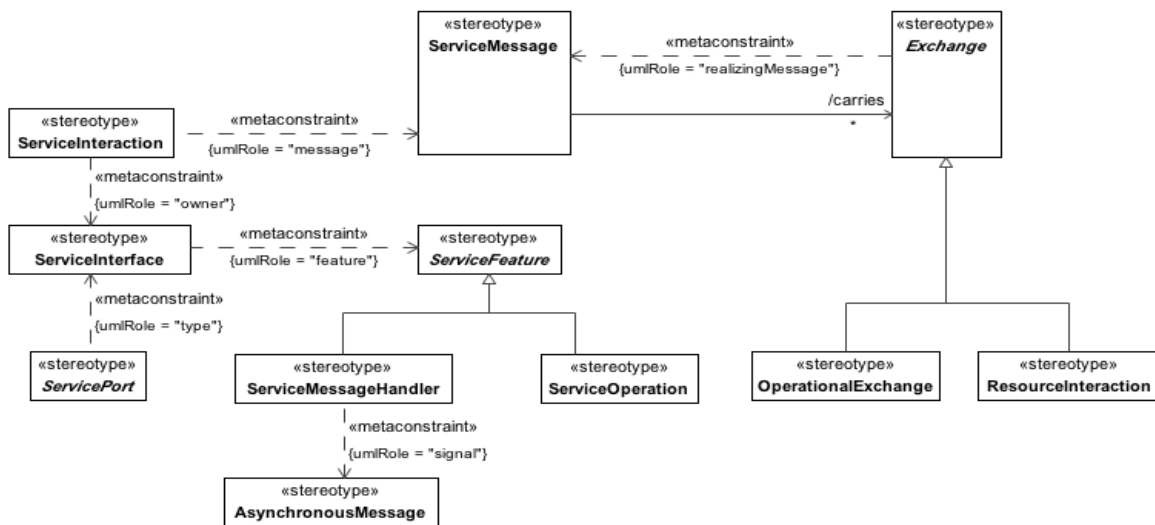 «stereotype»
ServiceMessage
«stereotype»
Exchange
«metaconstraint»
{umlRole = "realizingMessage"}
/carries
*
«stereotype»
ServiceInteraction
«metaconstraint»
{umlRole = "message"}
«metaconstraint»
{umlRole = "owner"}
«stereotype»
ServiceInterface
«metaconstraint»
{umlRole = "feature"}
«stereotype»
ServiceFeature
«metaconstraint»
{umlRole = "type"}
«stereotype»
ServicePort
«stereotype»
ServiceMessageHandler
«stereotype»
ServiceOperation
«stereotype»
OperationalExchange
«stereotype»
ResourceInteraction
«metaconstraint»
{umlRole = "signal"}
«stereotype»
AsynchronousMessage